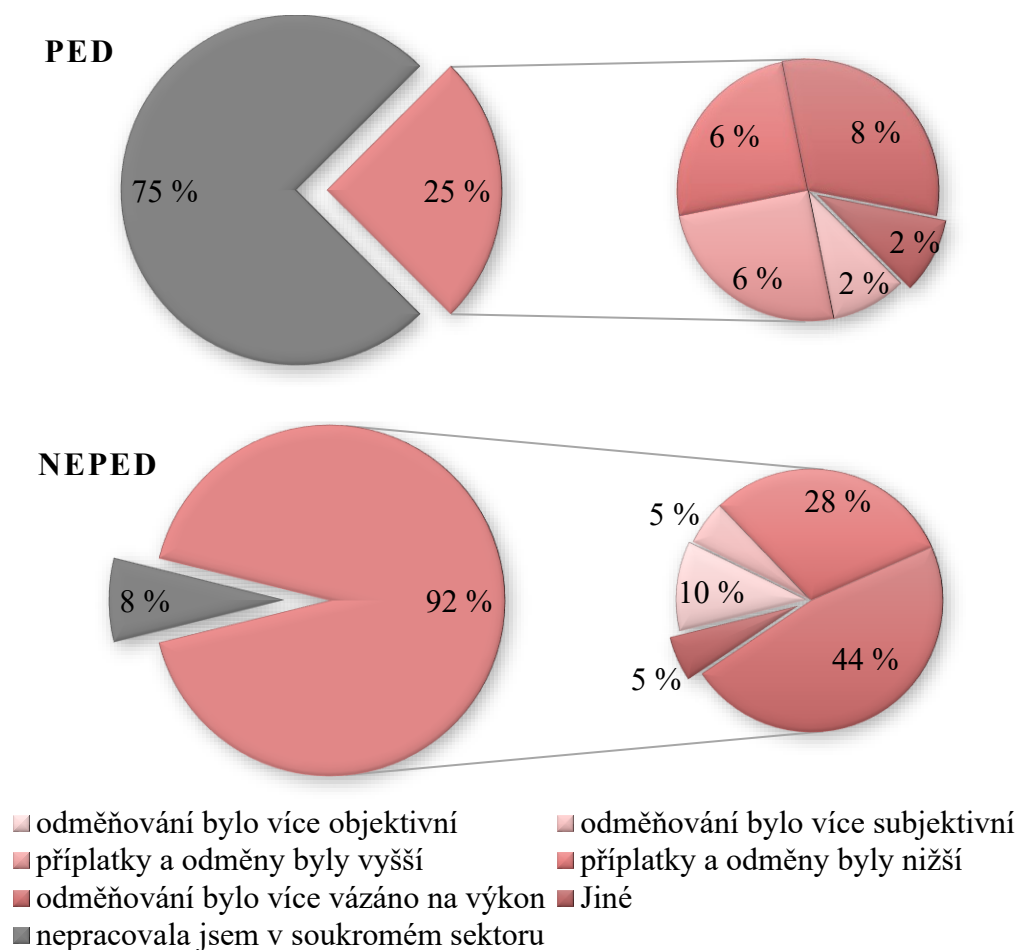 PED
75 %
25 %
6 %
8 %
2 %
6 %
2 %
NEPED
8 %
92 %
5 %
28 %
10 %
44 %
5 %
odměňování bylo více objektivní
odměňování bylo více subjektivní
příplatky a odměny byly vyšší
příplatky a odměny byly nižší
odměňování bylo více vázáno na výkon
Jiné
nepracovala jsem v soukromém sektoru